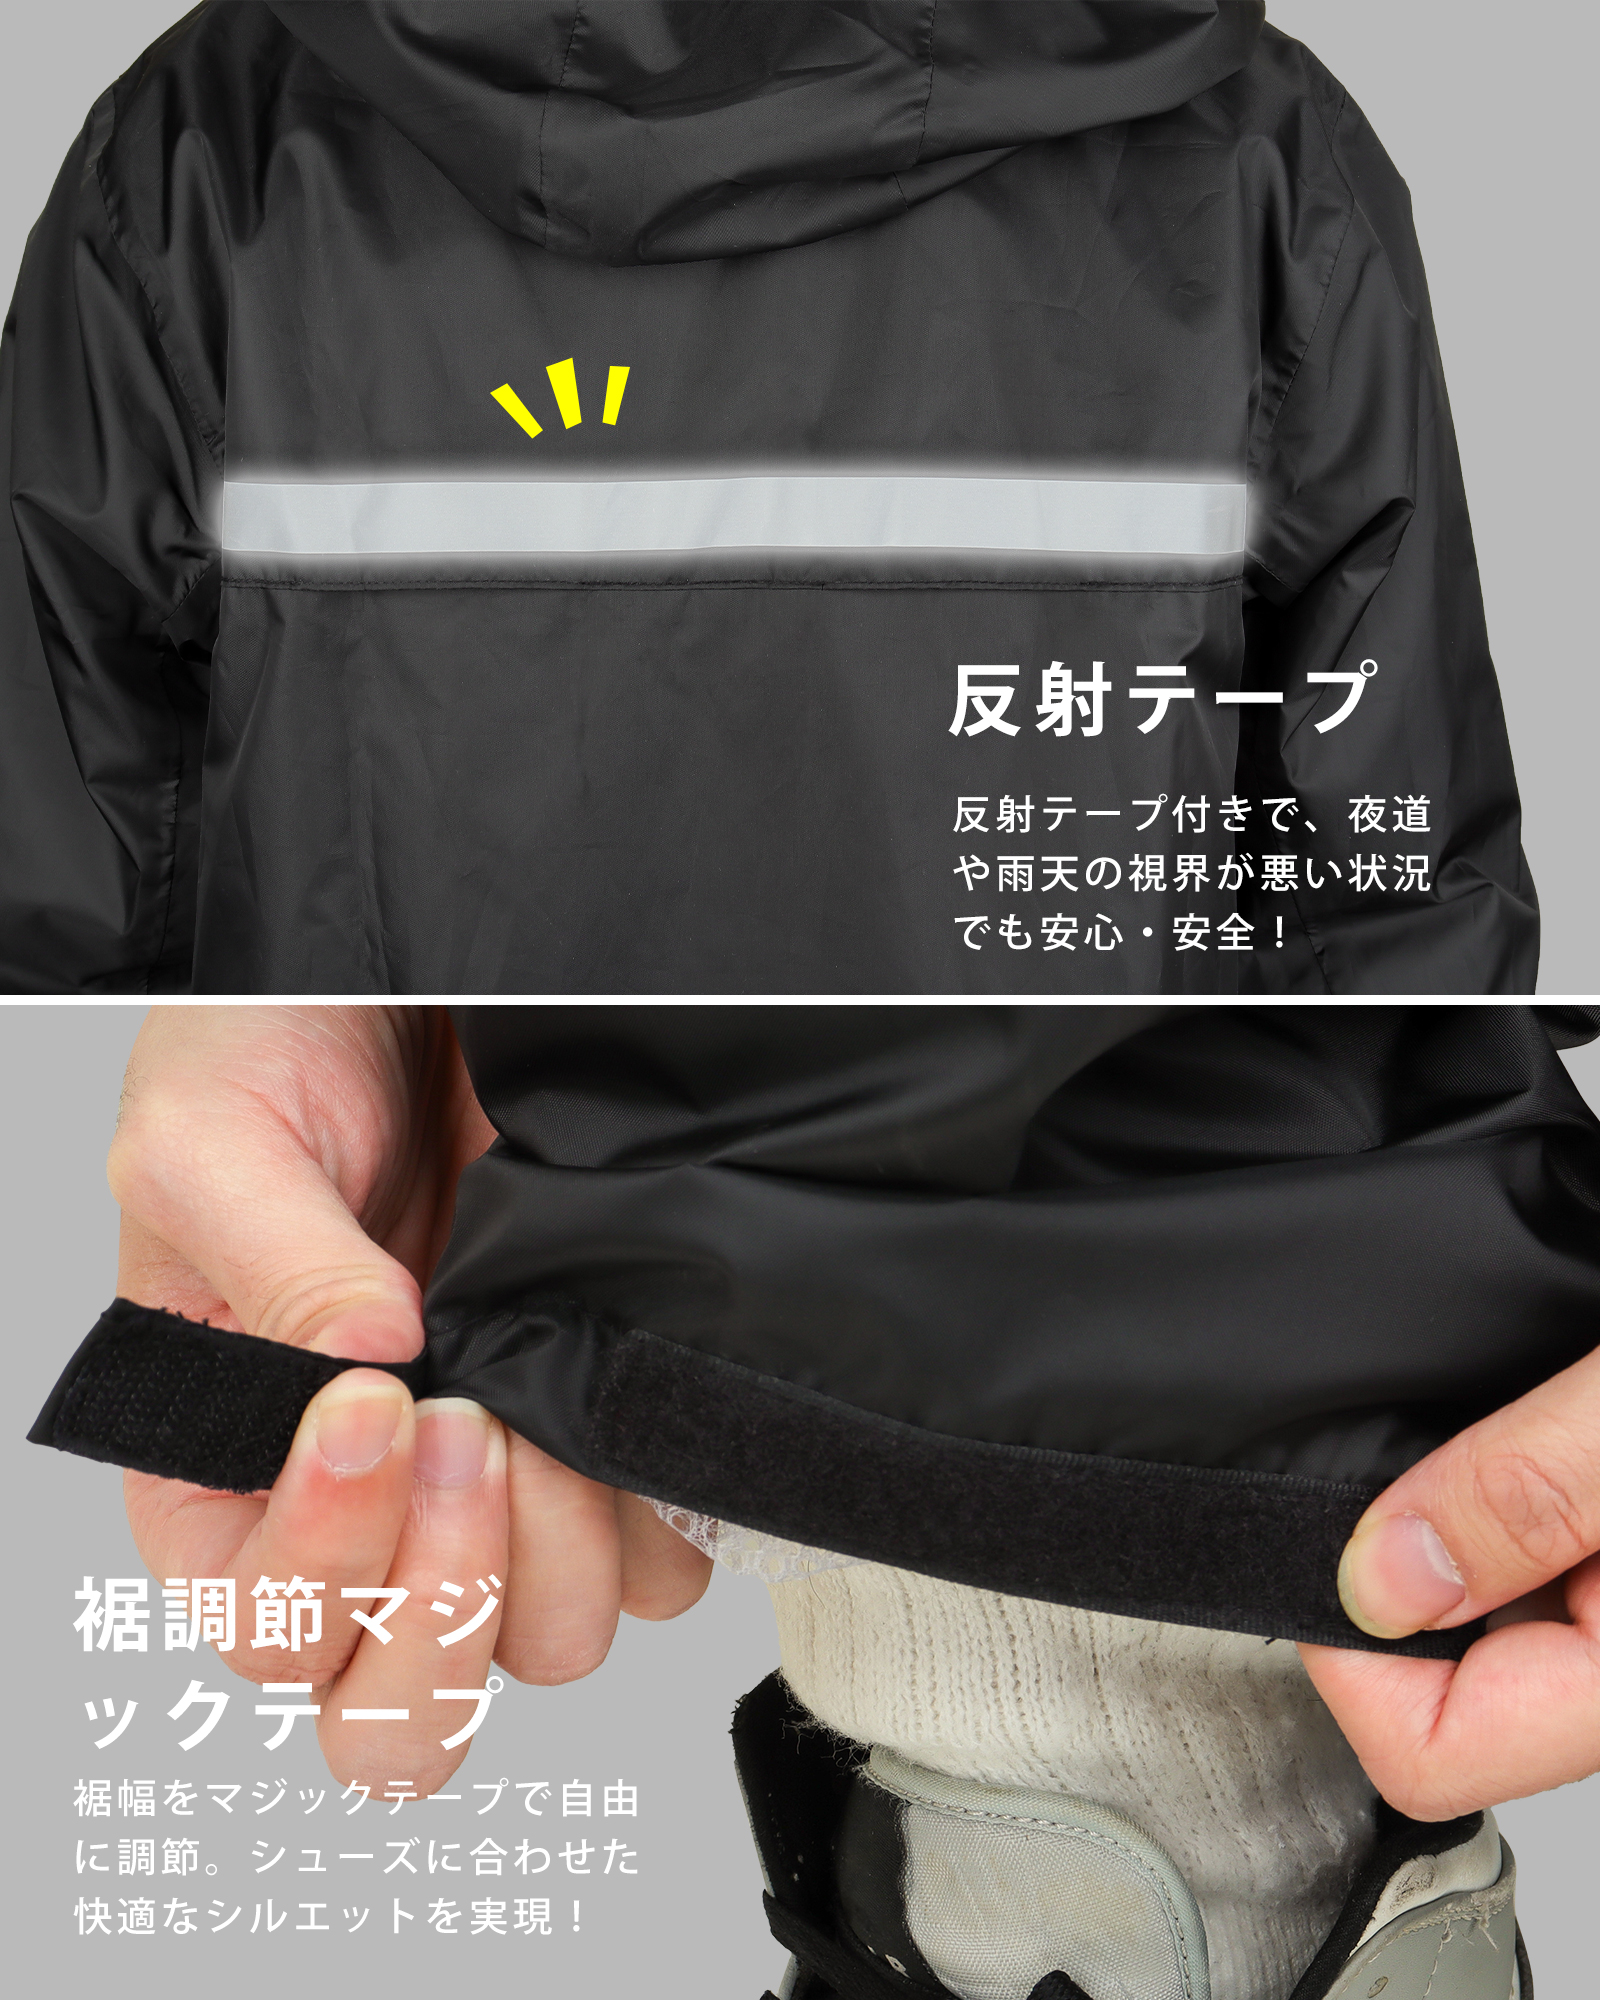 反射テープ
反射テープ付きで、夜道
や雨天の視界が悪い状況
でも安心・安全！
裾調節マジ
ックテープ
裾幅をマジックテープで自由
に調節。シューズに合わせた
快適なシルエットを実現！